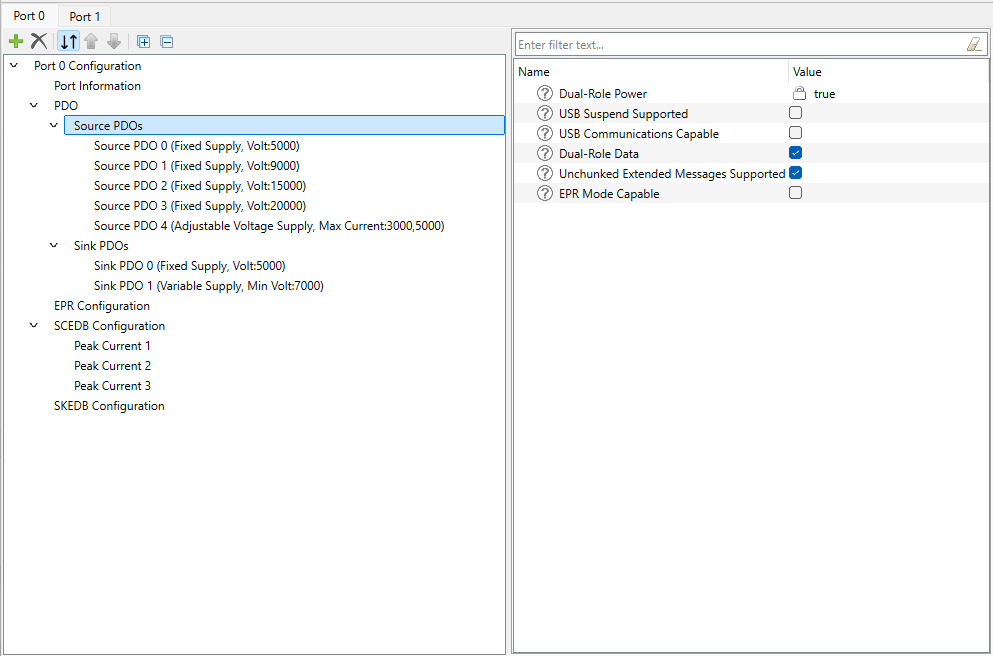 Port 0 Port 1
Enter filter text...
Port 0 Configuration
Port Information
PDO
Source PDOs
Source PDO 0 (Fixed Supply, Volt:5000)
Source PDO 1 (Fixed Supply, Volt:9000)
Source PDO 2 (Fixed Supply, Volt:15000)
Source PDO 3 (Fixed Supply, Volt:20000)
Source PDO 4 (Adjustable Voltage Supply, Max Current:3000,5000)
Sink PDOs
Sink PDO 0 (Fixed Supply, Volt:5000)
Sink PDO 1 (Variable Supply, Min Volt:7000)
EPR Configuration
SCEDB Configuration
Peak Current 1
Peak Current 2
Peak Current 3
SKEDB Configuration
Name Value
Dual-Role Power true
USB Suspend Supported
USB Communications Capable
Dual-Role Data
Unchunked Extended Messages Supported
EPR Mode Capable